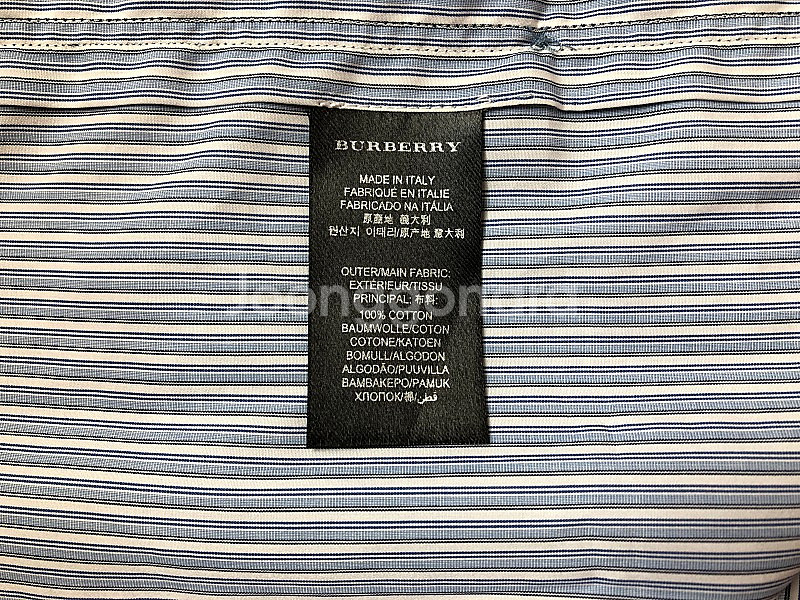 BURBERRY
MADE IN ITALY
FABRIQUÉ EN ITALIE
FABRICADO NA ITÁLIA
原產地 義大利
원산지 이태리/原产地 意大利
OUTER/MAIN FABRIC:
EXTÉRIEUR/TISSU
PRINCIPAL; 布料:
100% COTTON
BAUMWOLLE/COTON
COTONE/KATOEN
BOMULL/ALGODON
ALGODÃO/PUUVILLA
BAMBAKEPO/PAMUK
ХЛОПОК/棉/قطن
Joongonara